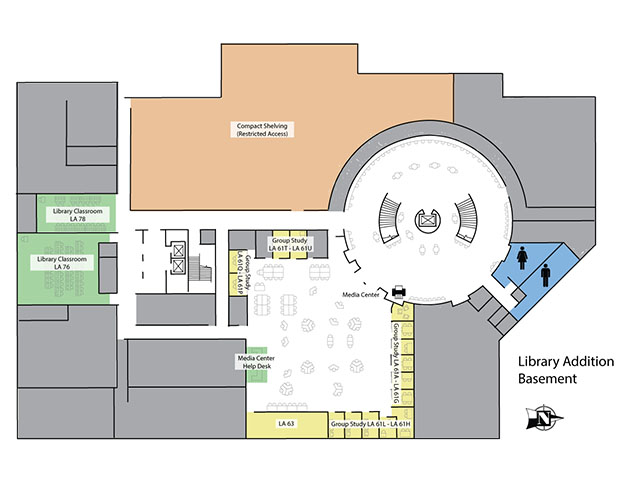 Compact Shelving
(Restricted Access)
Library Classroom
LA 78
Library Classroom
LA 76
Group Study
LA 61T - LA 61U
Group Study
LA 61Q - LA 61P
Media Center
Group Study LA 61A - LA 61G
Media Center
Help Desk
LA 63
Group Study LA 61L - LA 61H
Library Addition
Basement
N